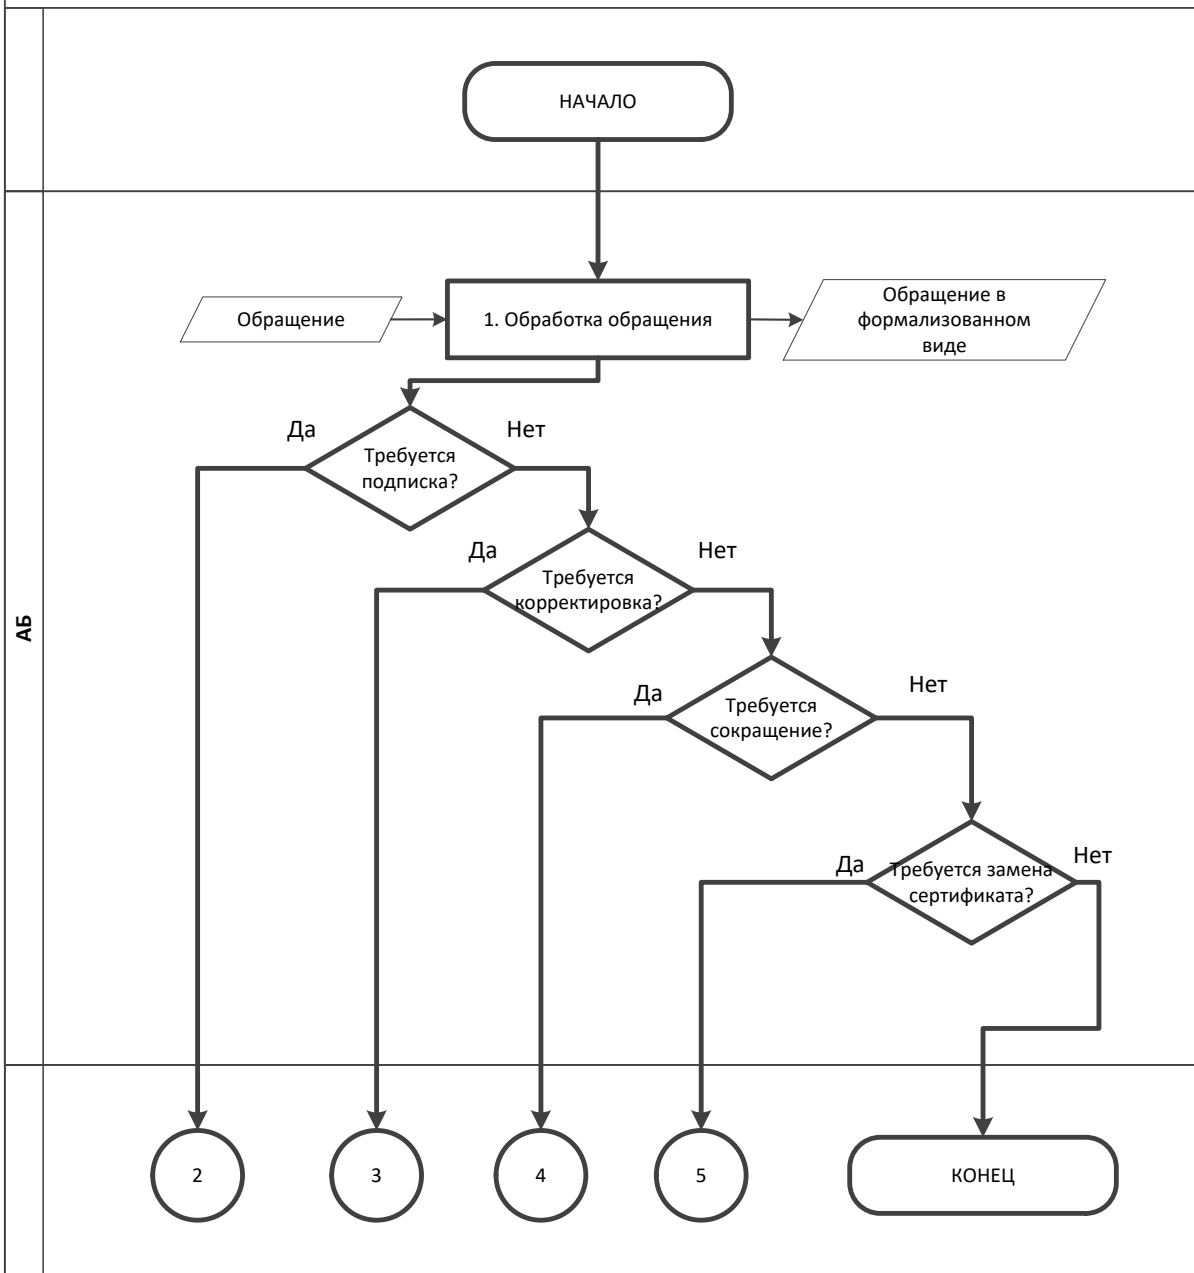 НАЧАЛО
Обращение
1. Обработка обращения
Обращение в
формализованном
виде
Да
Нет
Требуется
подписка?
Да
Нет
Требуется
корректировка?
АБ
Да
Нет
Требуется
сокращение?
Да
Нет
Требуется замена
сертификата?
2
3
4
5
КОНЕЦ